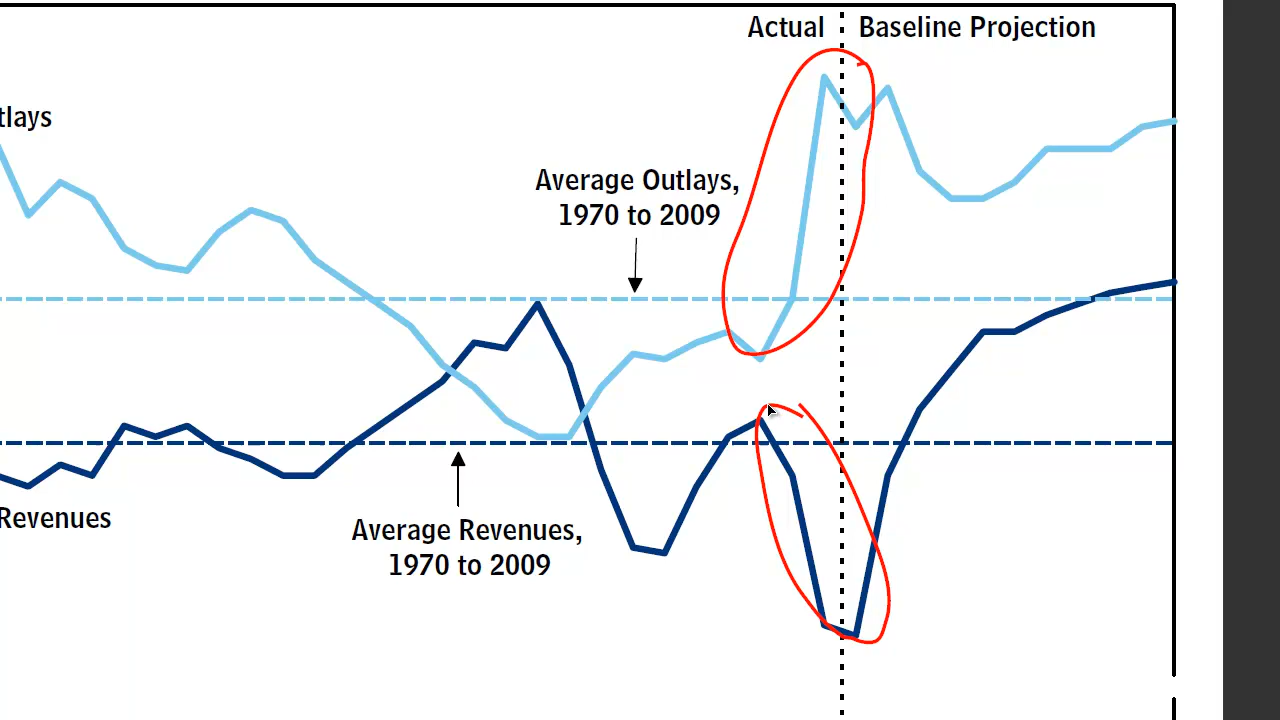 Actual
Baseline Projection
tlays
Average Outlays,
1970 to 2009
Revenues
Average Revenues,
1970 to 2009